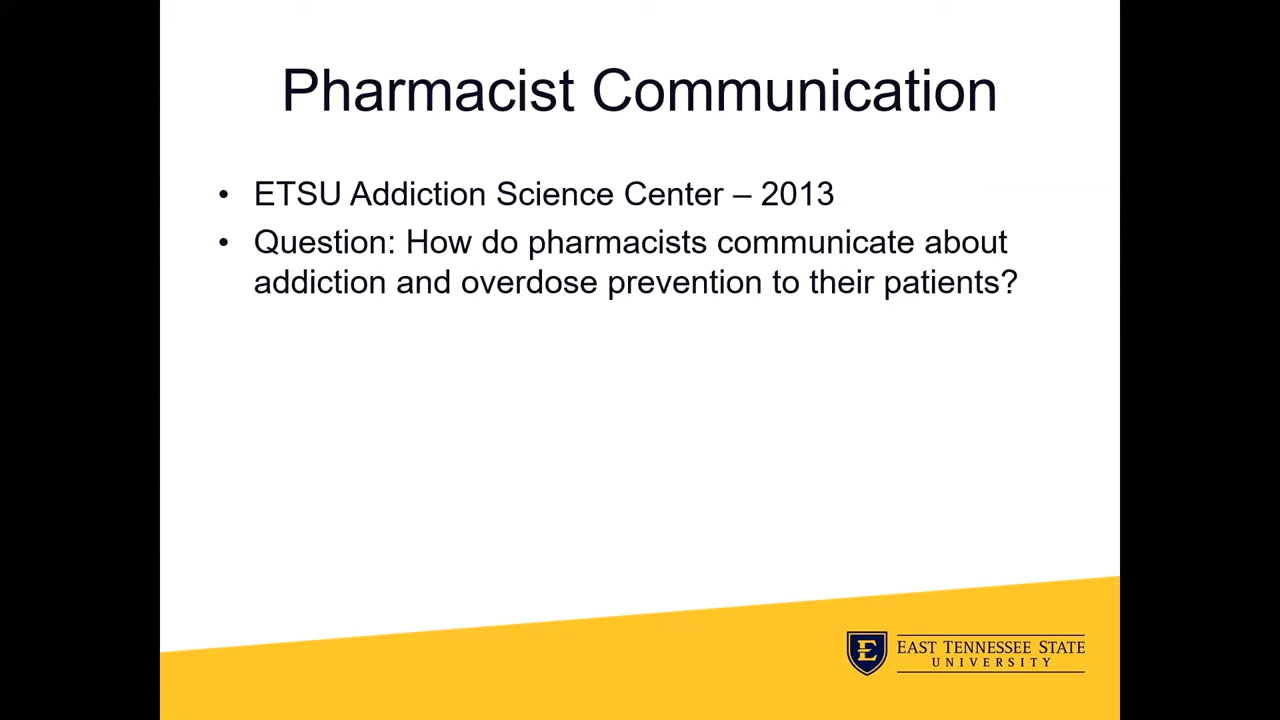 Pharmacist Communication
• ETSU Addiction Science Center – 2013
• Question: How do pharmacists communicate about
addiction and overdose prevention to their patients?
E
EAST TENNESSEE STATE
UNIVERSITY